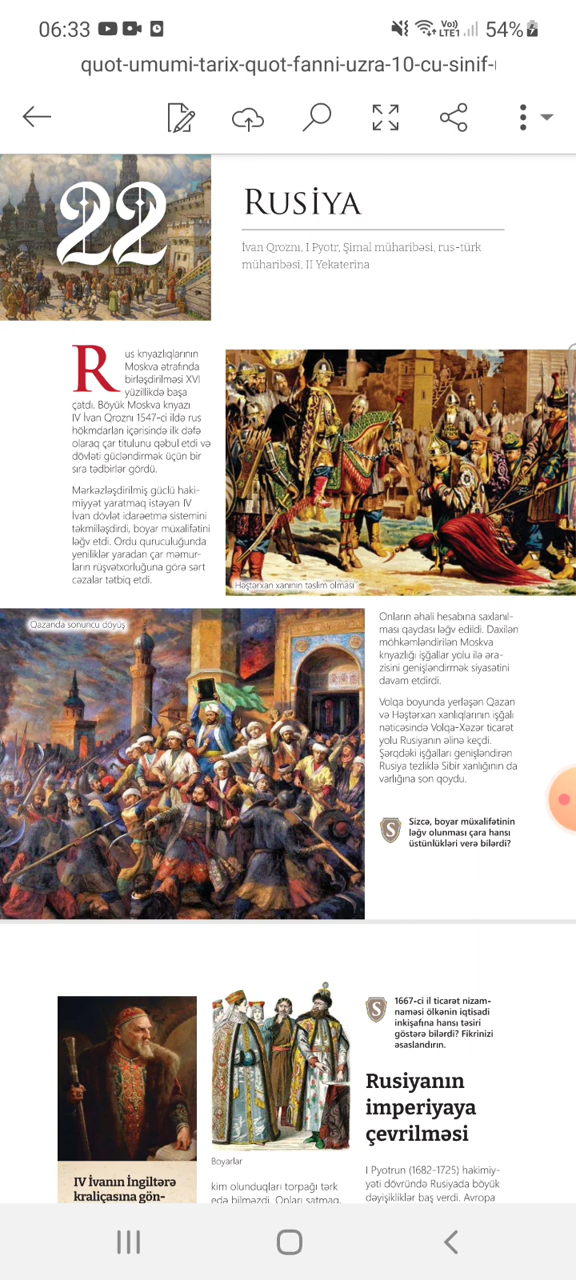 06:33
Vo))
LTE1
54%
quot-umumi-tarix-quot-fanni-uzra-10-cu-sinif-
22
RUSİYA
İvan Qroznı, I Pyotr, Şimal müharibəsi, rus-türk
müharibəsi, II Yekaterina
Rus knyazlıqlarının
Moskva ətrafında
birləşdirilməsi XVI
yüzillikdə başa
çatdı. Böyük Moskva knyazı
IV İvan Qroznı 1547-ci ildə rus
hökmdarları içərisində ilk dəfə
olaraq çar titulunu qəbul etdi və
dövləti gücləndirmək üçün bir
sıra tədbirlər gördü.
Mərkəzləşdirilmiş güclü haki-
miyyət yaratmaq istəyən IV
İvan dövlət idarəetmə sistemini
təkmilləşdirdi, boyar müxalifətini
ləğv etdi. Ordu quruculuğunda
yeniliklər yaradan çar məmur-
ların rüşvətxorluğuna görə sərt
cəzalar tətbiq etdi.
Həştərxan xanının təslim olması
Qazanda sonuncu döyüş
Onların əhali hesabına saxlanıl-
ması qaydası ləğv edildi. Daxilən
möhkəmləndirilən Moskva
knyazlığı işğallar yolu ilə əra-
zisini genişləndirmək siyasətini
davam etdirdi.
Volqa boyunda yerləşən Qazan
və Həştərxan xanlıqlarının işğalı
nəticəsində Volqa-Xəzər ticarət
yolu Rusiyanın əlinə keçdi.
Şərqdəki işğalları genişləndirən
Rusiya tezliklə Sibir xanlığının da
varlığına son qoydu.
S
Sizcə, boyar müxalifətinin
ləğv olunması çara hansı
üstünlükləri verə bilərdi?
S
1667-ci il ticarət nizam-
naməsi ölkənin iqtisadi
inkişafına hansı təsiri
göstərə bilərdi? Fikrinizi
əsaslandırın.
Rusiyanın
imperiyaya
çevrilməsi
I Pyotrun (1682-1725) hakimiy-
yəti dövründə Rusiyada böyük
dəyişikliklər baş verdi. Avropa
Boyarlar
kim olunduqları torpağı tərk
edə bilməzdi. Onları satmaq,
IV İvanın İngiltərə
kraliçasına gön-